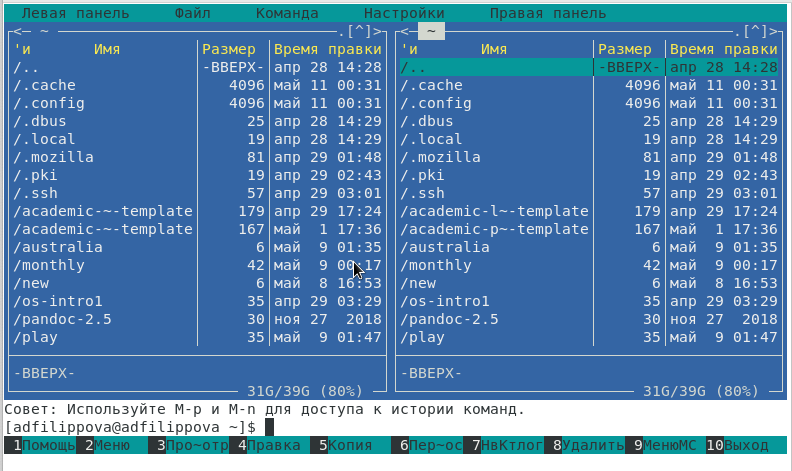 Левая панель Файл Команда Настройки Правая панель
<─ ~ .[^]> <─ ~ .[^]>
'и Имя Размер Время правки 'и Имя Размер Время правки
/.. -ВВЕРХ- апр 28 14:28 /.. -ВВЕРХ- апр 28 14:28
/.cache 4096 май 11 00:31 /.cache 4096 май 11 00:31
/.config 4096 май 11 00:31 /.config 4096 май 11 00:31
/.dbus 25 апр 28 14:29 /.dbus 25 апр 28 14:29
/.local 19 апр 28 14:29 /.local 19 апр 28 14:29
/.mozilla 81 апр 29 01:48 /.mozilla 81 апр 29 01:48
/.pki 19 апр 29 02:43 /.pki 19 апр 29 02:43
/.ssh 57 апр 29 03:01 /.ssh 57 апр 29 03:01
/academic-~-template 179 апр 29 17:24 /academic-l~-template 179 апр 29 17:24
/academic-~-template 167 май 1 17:36 /academic-p~-template 167 май 1 17:36
/australia 6 май 9 01:35 /australia 6 май 9 01:35
/monthly 42 май 9 00:17 /monthly 42 май 9 00:17
/new 6 май 8 16:53 /new 6 май 8 16:53
/os-intro1 35 апр 29 03:29 /os-intro1 35 апр 29 03:29
/pandoc-2.5 30 ноя 27 2018 /pandoc-2.5 30 ноя 27 2018
/play 35 май 9 01:47 /play 35 май 9 01:47
-ВВЕРХ- -ВВЕРХ-
31G/39G (80%) 31G/39G (80%)
Совет: Используйте M-p и M-n для доступа к истории команд.
[adfilippova@adfilippova ~]$
1Помощь 2Меню 3Про~отр 4Правка 5Копия 6Пер~ос 7НвКтлог 8Удалить 9МенюMC 10Выход